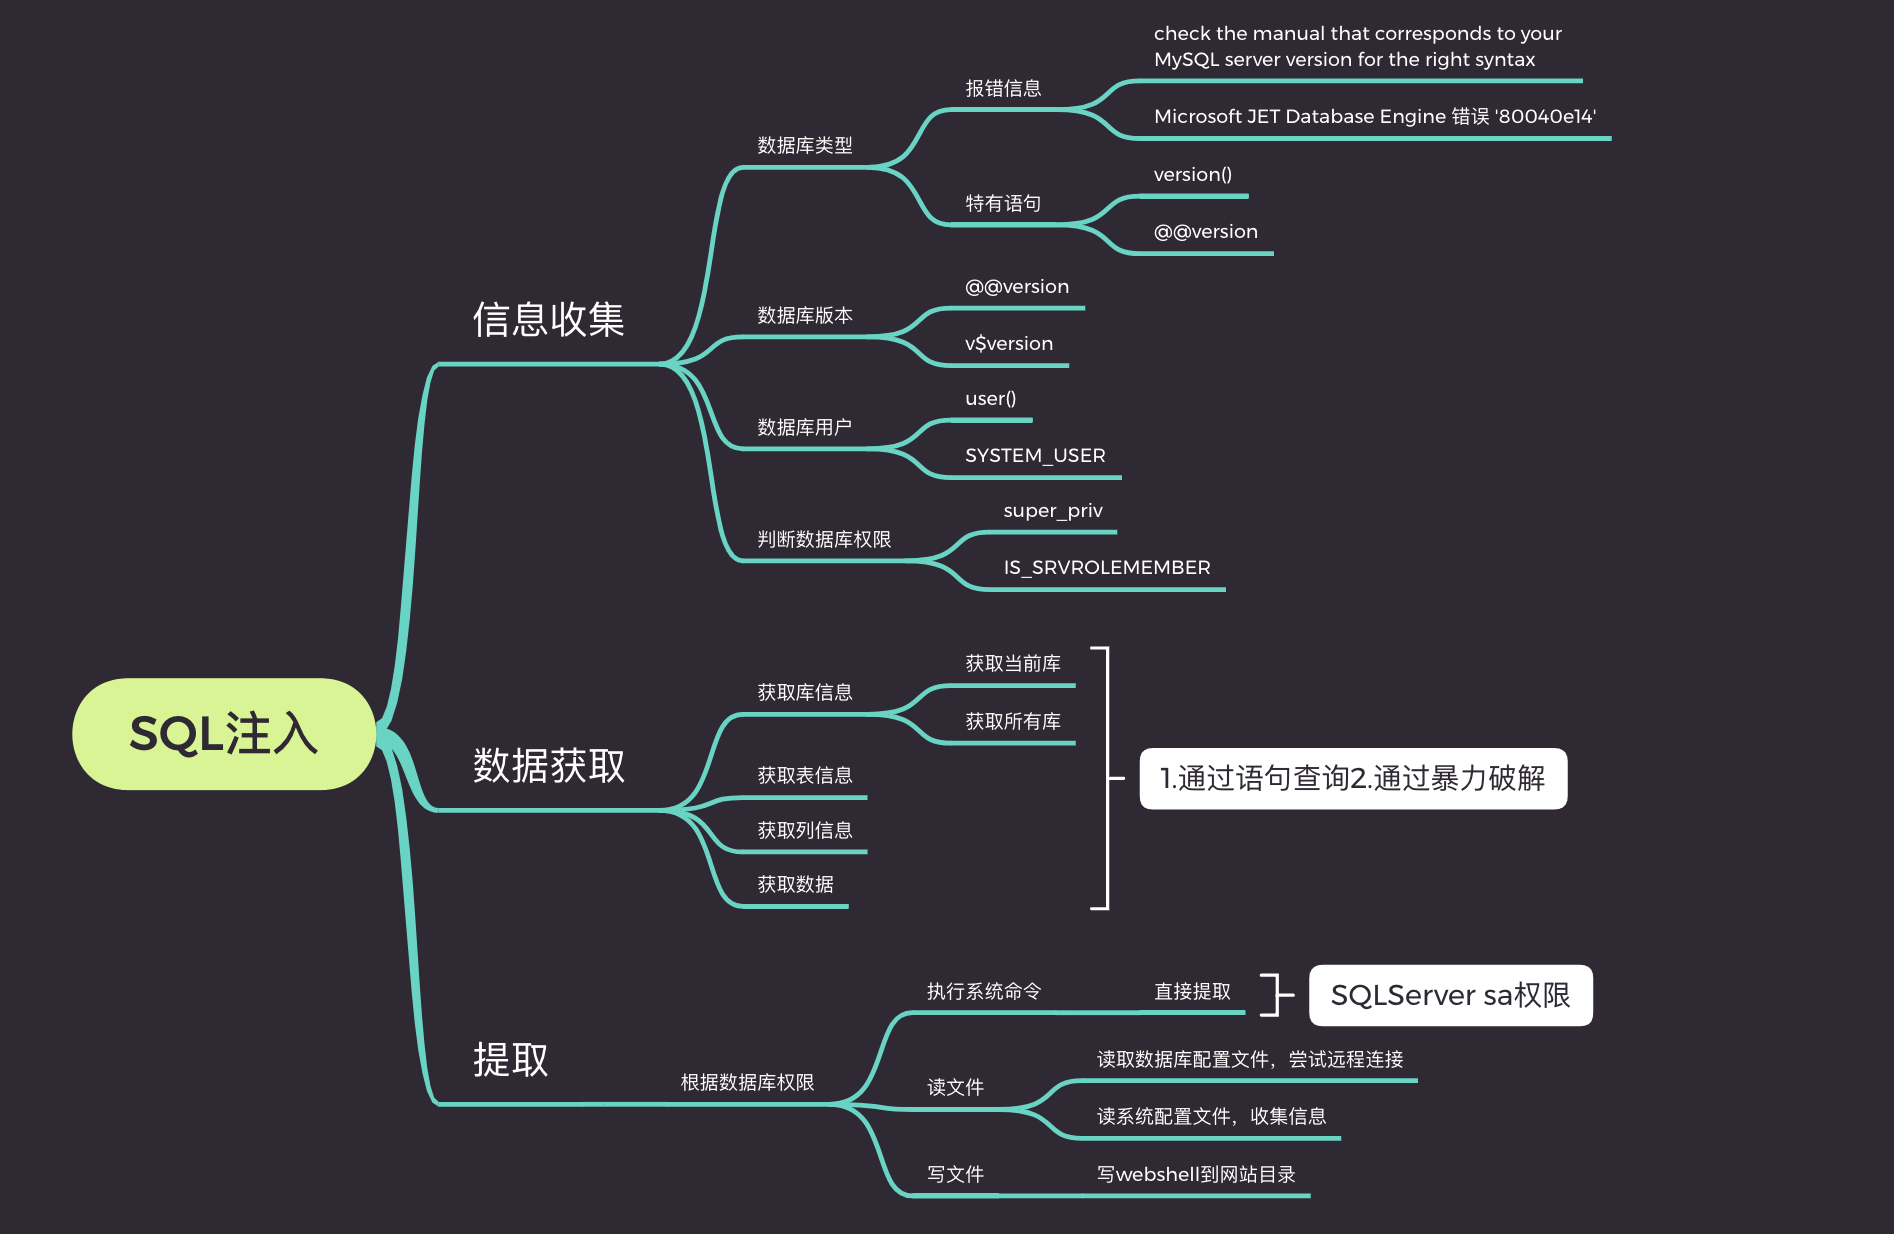 SQL注入
信息收集
数据库类型
报错信息
check the manual that corresponds to your
MySQL server version for the right syntax
Microsoft JET Database Engine 错误 '80040e14'
特有语句
version()
@@version
数据库版本
@@version
v$version
数据库用户
user()
SYSTEM_USER
判断数据库权限
super_priv
IS_SRVROLEMEMBER
数据获取
获取库信息
获取当前库
获取所有库
获取表信息
获取列信息
获取数据
1.通过语句查询2.通过暴力破解
提取
根据数据库权限
执行系统命令
直接提取
SQLServer sa权限
读文件
读取数据库配置文件，尝试远程连接
读系统配置文件，收集信息
写文件
写webshell到网站目录